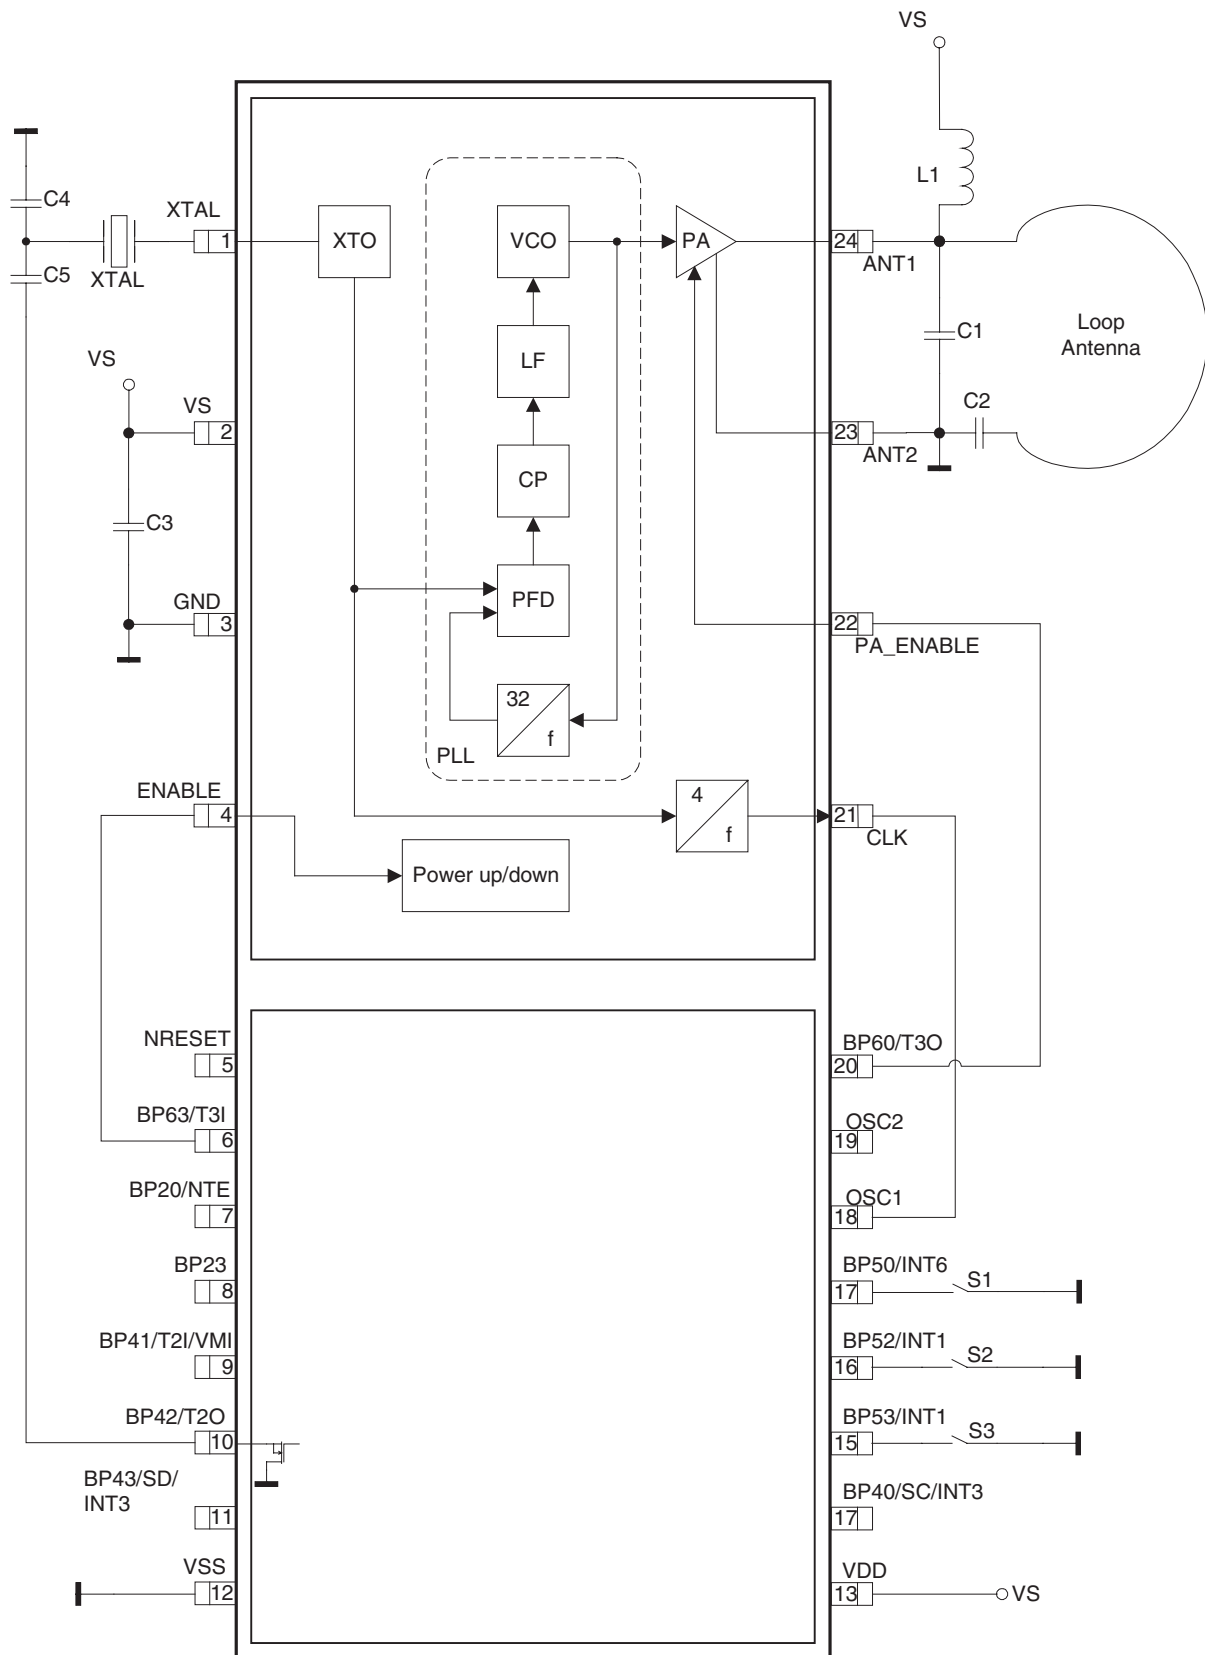 VS
L1
C4
XTAL
1
C5
XTAL
XTO
VCO
PA
24
ANT1
C1
Loop
Antenna
VS
LF
VS
2
C2
23
ANT2
CP
C3
GND
3
PFD
22
PA_ENABLE
32
f
PLL
ENABLE
4
4
f
21
CLK
Power up/down
NRESET
5
BP60/T3O
20
BP63/T3I
6
OSC2
19
BP20/NTE
7
OSC1
18
BP23
8
BP50/INT6
17
S1
BP41/T2I/VMI
9
BP52/INT1
16
S2
BP42/T2O
10
BP53/INT1
15
S3
BP43/SD/
INT3
11
BP40/SC/INT3
17
VSS
12
VDD
13
VS